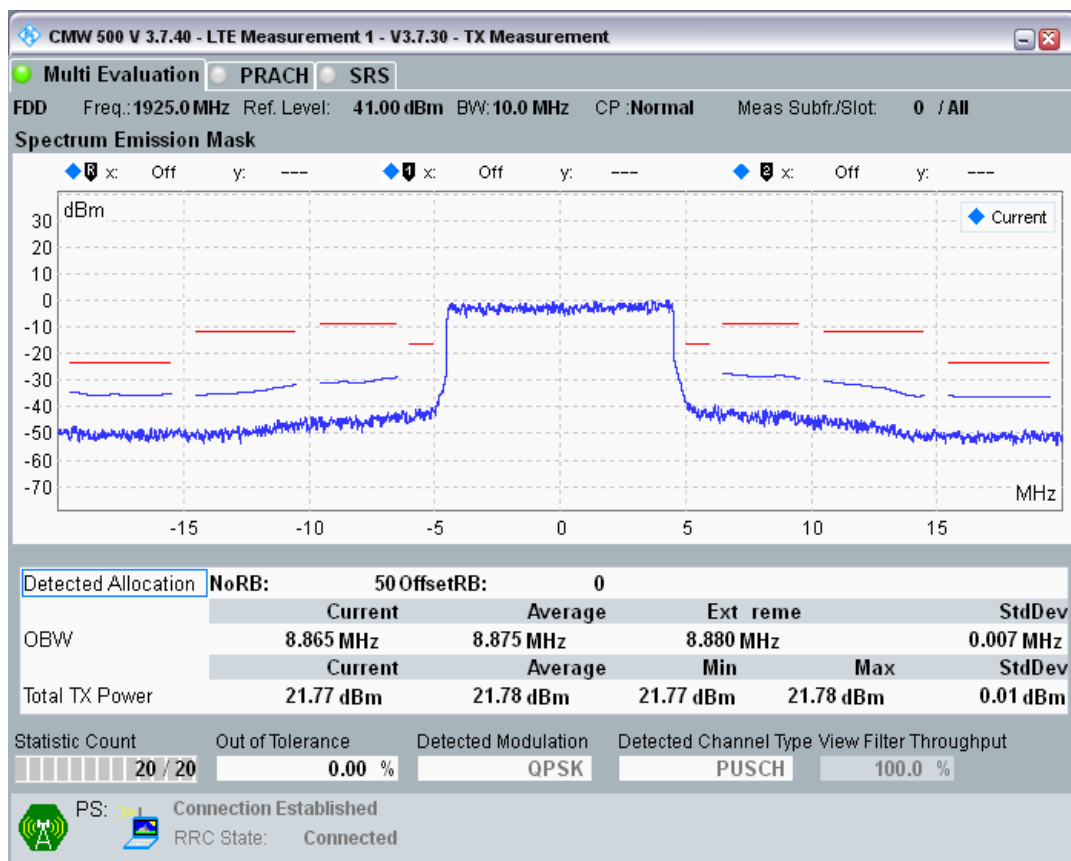 CMW 500 V 3.7.40 - LTE Measurement 1 - V3.7.30 - TX Measurement
Multi Evaluation PRACH SRS
FDD Freq.: 1925.0 MHz Ref. Level: 41.00 dBm BW: 10.0 MHz CP :Normal Meas Subfr./Slot: 0 / All
Spectrum Emission Mask
R x: Off y: --- 1 x: Off y: --- 2 x: Off y: ---
dBm
Current
30
20
10
0
-10
-20
-30
-40
-50
-60
-70
MHz
-15 -10 -5 0 5 10 15
Detected Allocation NoRB: 50 OffsetRB: 0
Current Average Ext reme StdDev
OBW 8.865 MHz 8.875 MHz 8.880 MHz 0.007 MHz
Current Average Min Max StdDev
Total TX Power 21.77 dBm 21.78 dBm 21.77 dBm 21.78 dBm 0.01 dBm
Statistic Count Out of Tolerance Detected Modulation Detected Channel Type View Filter Throughput
20 / 20 0.00 % QPSK PUSCH 100.0 %
PS: Connection Established
RRC State: Connected